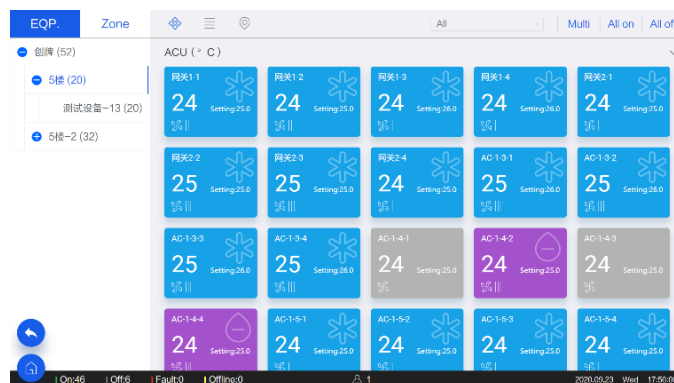 EQP.
Zone
All
Multi
All on
All of
创牌 (52)
5楼 (20)
测试设备-13 (20)
5楼-2 (32)
ACU (° C)
网关1-1
24 Setting:25.0
网关1-2
24 Setting:25.0
网关1-3
24 Setting:26.0
网关1-4
24 Setting:26.0
网关2-1
24 Setting:25.0
网关2-2
25 Setting:25.0
网关2-3
25 Setting:25.0
网关2-4
24 Setting:25.0
AC-1-3-1
25 Setting:26.0
AC-1-3-2
25 Setting:26.0
AC-1-3-3
25 Setting:26.0
AC-1-3-4
25 Setting:26.0
AC-1-4-1
24 Setting:25.0
AC-1-4-2
24 Setting:25.0
AC-1-4-3
24 Setting:25.0
AC-1-4-4
24 Setting:25.0
AC-1-5-1
24 Setting:25.0
AC-1-5-2
24 Setting:25.0
AC-1-5-3
24 Setting:25.0
AC-1-5-4
24 Setting:25.0
On:46
Off:6
Fault:0
Offline:0
1
2020.09.23 Wed 17:56:0